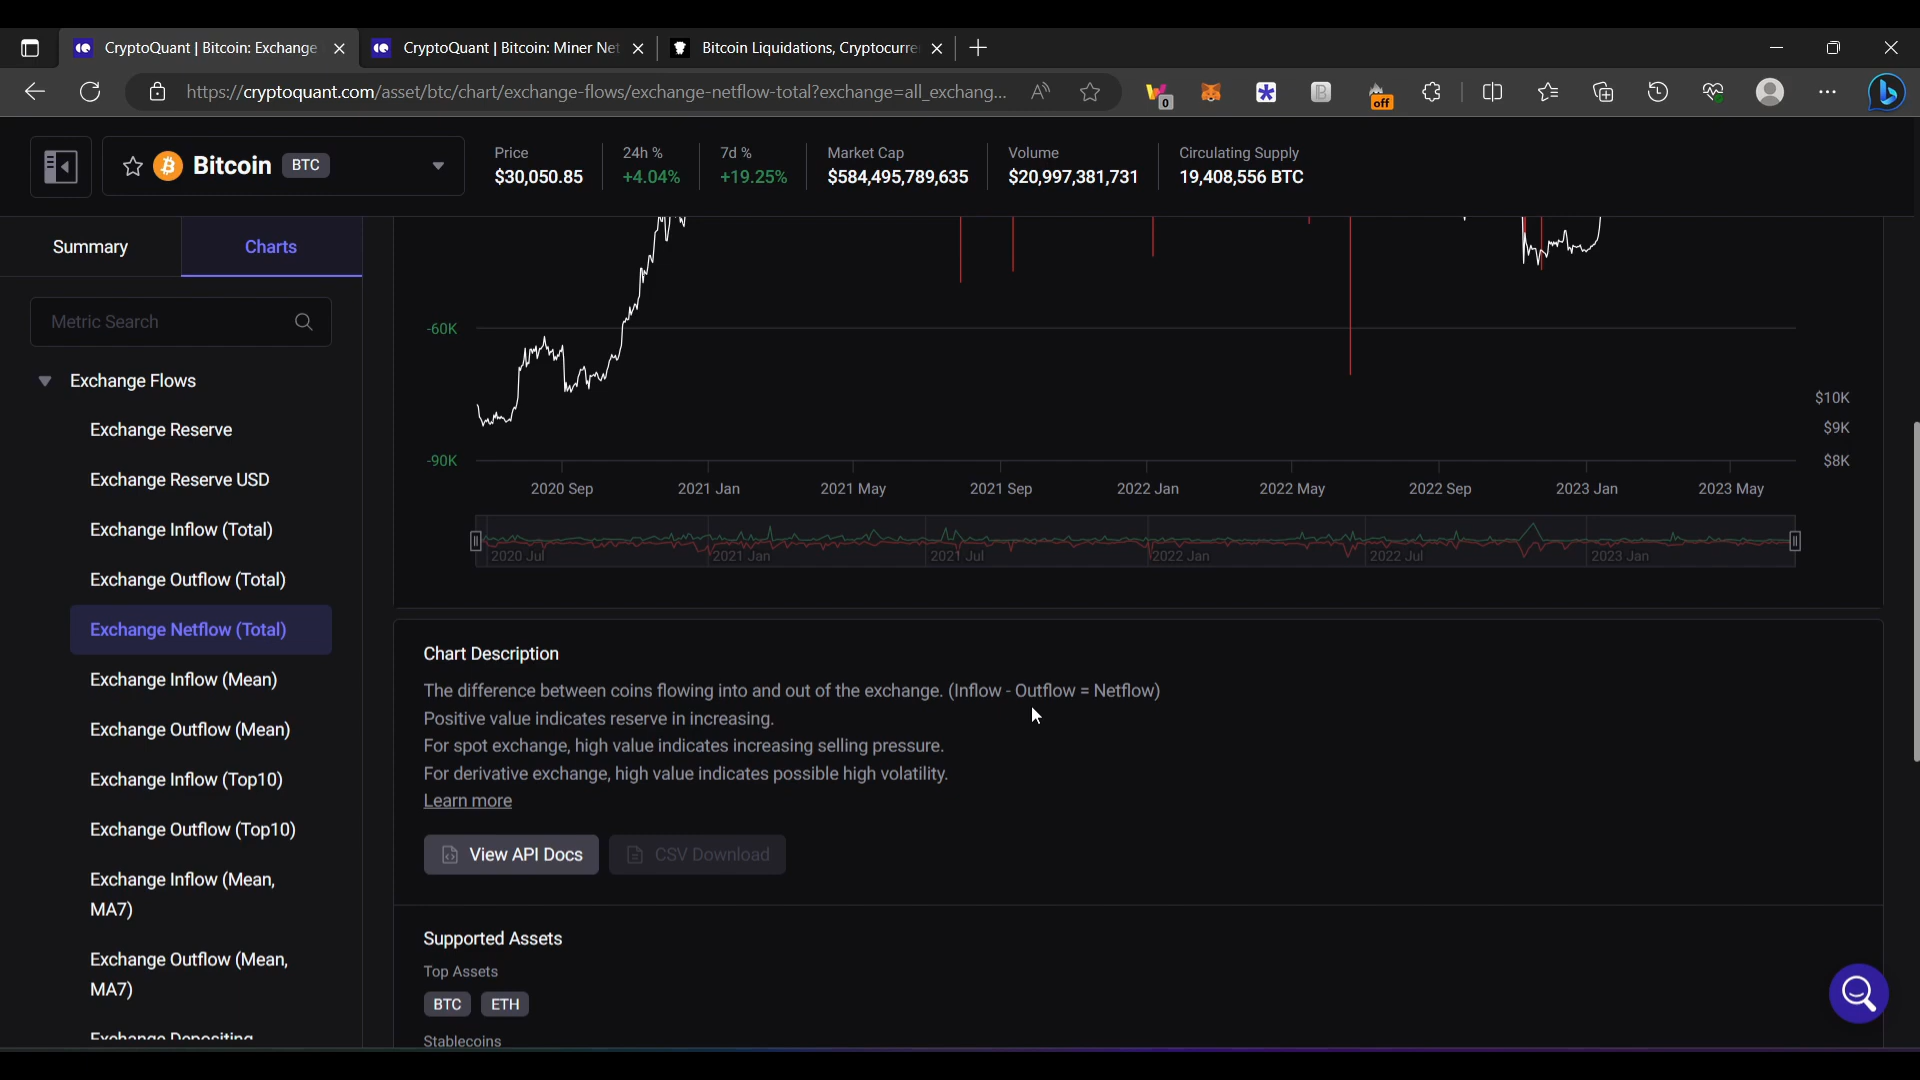 CryptoQuant | Bitcoin: Exchange
CryptoQuant | Bitcoin: Miner Net
Bitcoin Liquidations, Cryptocurre
https://cryptoquant.com/asset/btc/chart/exchange-flows/exchange-netflow-total?exchange=all_exchang...
0
off
Bitcoin BTC
Price
$30,050.85
24h %
+4.04%
7d %
+19.25%
Market Cap
$584,495,789,635
Volume
$20,997,381,731
Circulating Supply
19,408,556 BTC
Summary
Charts
Metric Search
Exchange Flows
Exchange Reserve
Exchange Reserve USD
Exchange Inflow (Total)
Exchange Outflow (Total)
Exchange Netflow (Total)
Exchange Inflow (Mean)
Exchange Outflow (Mean)
Exchange Inflow (Top10)
Exchange Outflow (Top10)
Exchange Inflow (Mean,
MA7)
Exchange Outflow (Mean,
MA7)
Exchange Depositing
-60K
-90K
$10K
$9K
$8K
2020 Sep
2021 Jan
2021 May
2021 Sep
2022 Jan
2022 May
2022 Sep
2023 Jan
2023 May
2020 Jul
2021 Jan
2021 Jul
2022 Jan
2022 Jul
2023 Jan
Chart Description
The difference between coins flowing into and out of the exchange. (Inflow - Outflow = Netflow)
Positive value indicates reserve in increasing.
For spot exchange, high value indicates increasing selling pressure.
For derivative exchange, high value indicates possible high volatility.
Learn more
View API Docs
CSV Download
Supported Assets
Top Assets
BTC
ETH
Stablecoins